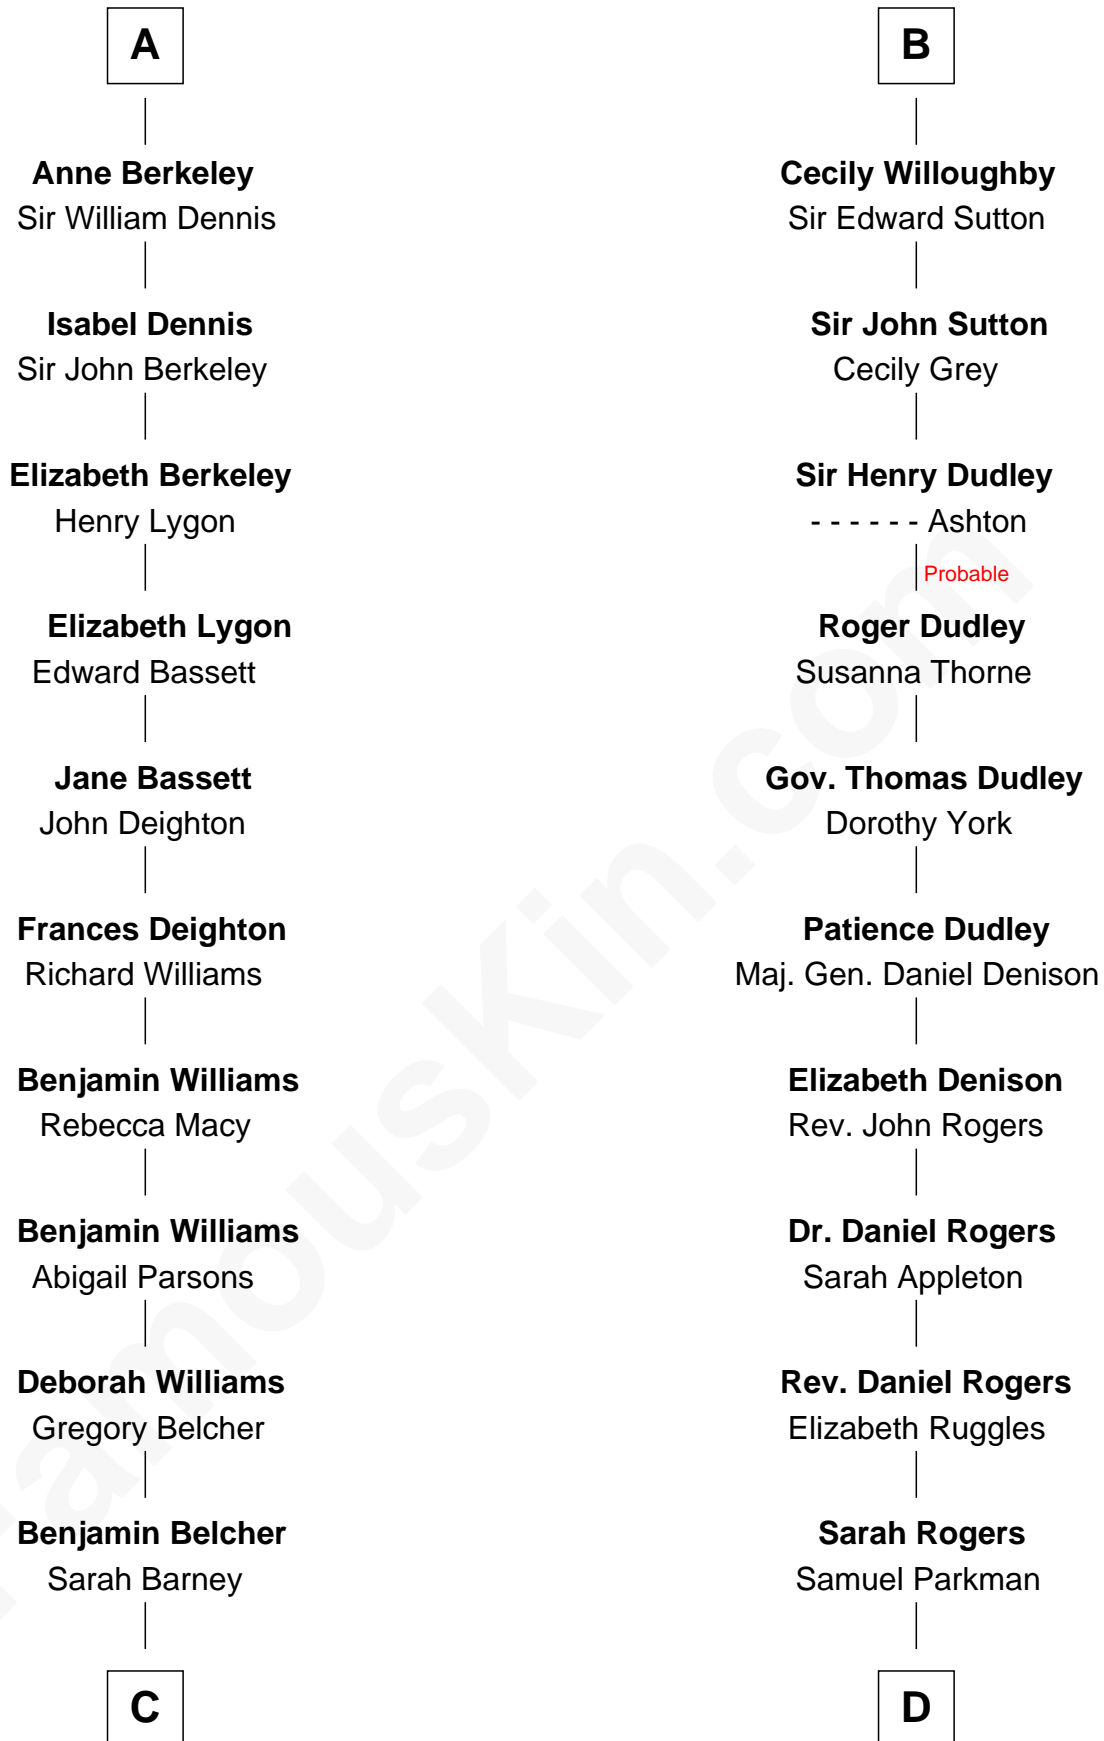 A
Anne Berkeley
Sir William Dennis
Isabel Dennis
Sir John Berkeley
Elizabeth Berkeley
Henry Lygon
Elizabeth Lygon
Edward Bassett
Jane Bassett
John Deighton
Frances Deighton
Richard Williams
Benjamin Williams
Rebecca Macy
Benjamin Williams
Abigail Parsons
Deborah Williams
Gregory Belcher
Benjamin Belcher
Sarah Barney
C
B
Cecily Willoughby
Sir Edward Sutton
Sir John Sutton
Cecily Grey
Sir Henry Dudley
- - - - - - Ashton
Probable
Roger Dudley
Susanna Thorne
Gov. Thomas Dudley
Dorothy York
Patience Dudley
Maj. Gen. Daniel Denison
Elizabeth Denison
Rev. John Rogers
Dr. Daniel Rogers
Sarah Appleton
Rev. Daniel Rogers
Elizabeth Ruggles
Sarah Rogers
Samuel Parkman
D
FamousKin.com